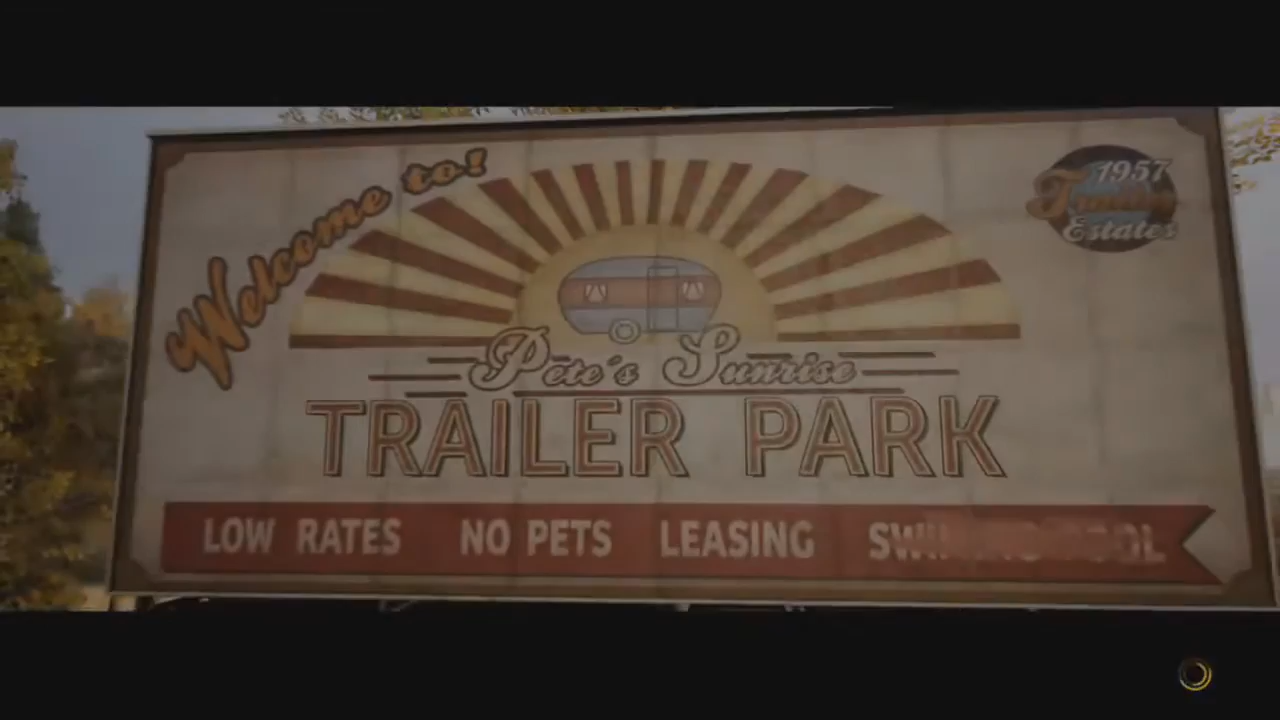 Welcome to!
1957
Estates
Pete's Sunrise
TRAILER PARK
LOW RATES NO PETS LEASING